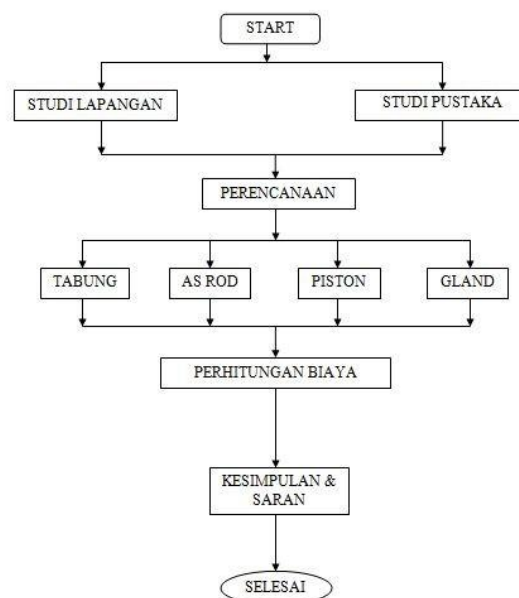 START
STUDI LAPANGAN
STUDI PUSTAKA
PERENCANAAN
TABUNG
AS ROD
PISTON
GLAND
PERHITUNGAN BIAYA
KESIMPULAN &
SARAN
SELESAI